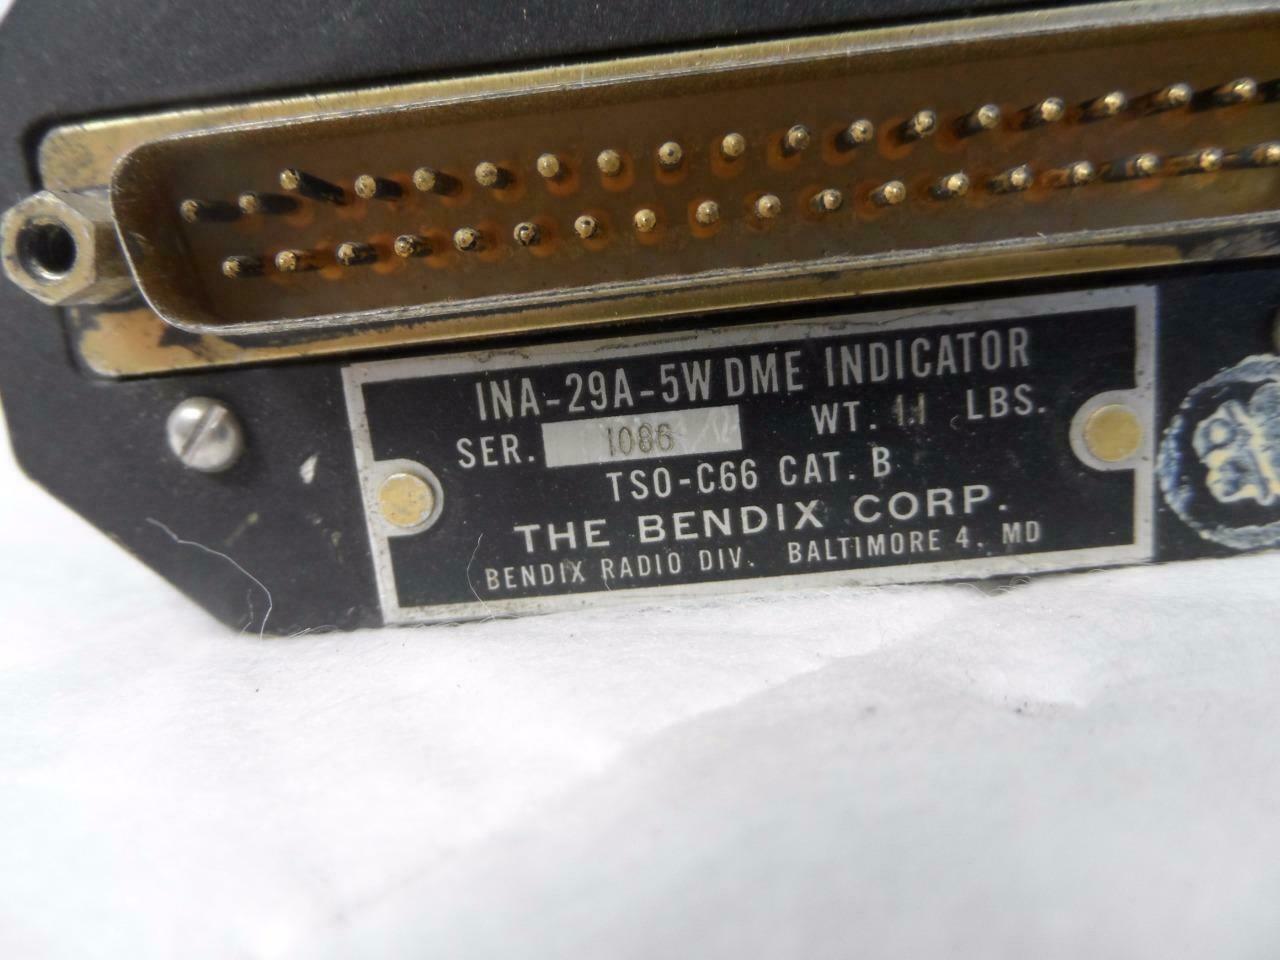 INA-29A-5W DME INDICATOR
SER. 1086 WT. 1.1 LBS.
TSO-C66 CAT. B
THE BENDIX CORP.
BENDIX RADIO DIV. BALTIMORE 4, MD